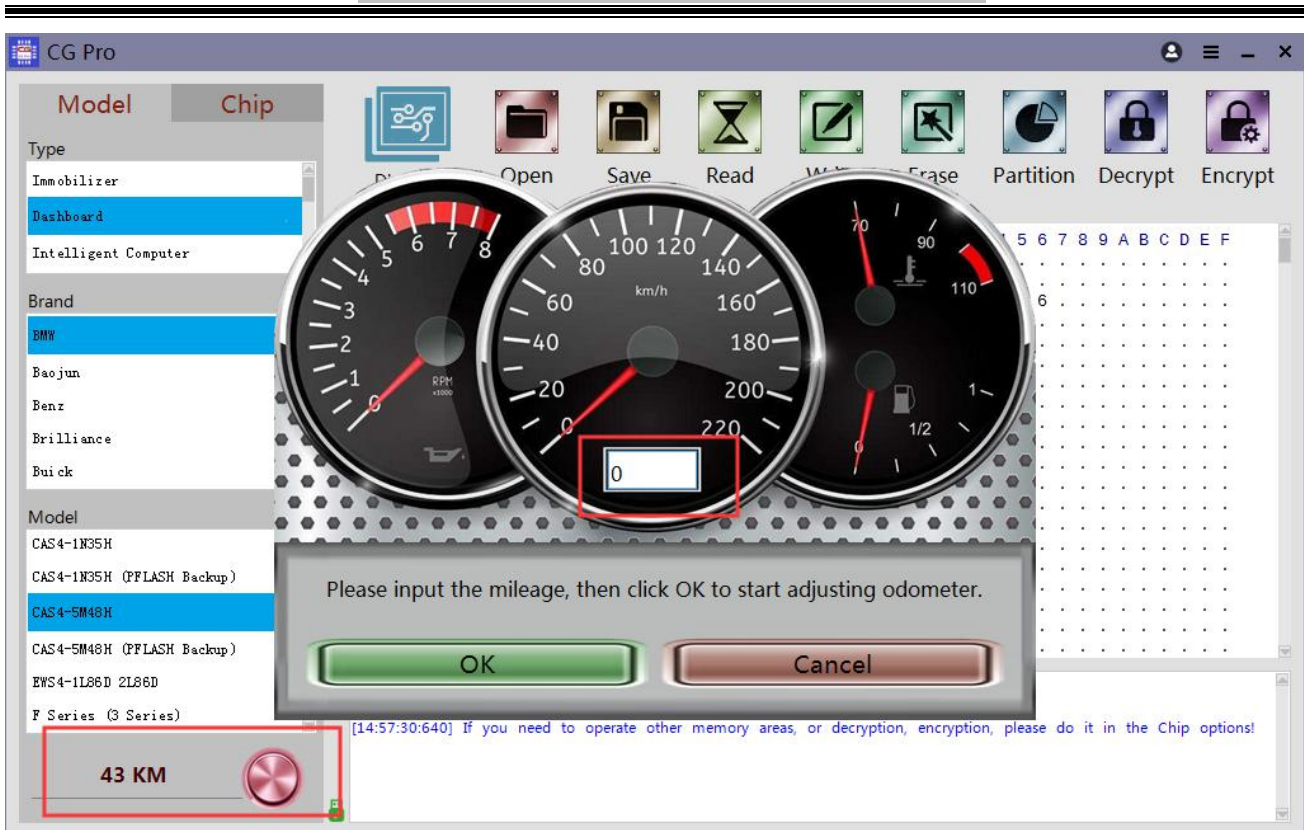 CG Pro
Model Chip
Type
Immobilizer
Dashboard
Intelligent Computer
Brand
BMW
Baojun
Benz
Brilliance
Buick
Model
CAS4-1N35H
CAS4-1N35H (PFLASH Backup)
CAS4-5M48H
CAS4-5M48H (PFLASH Backup)
EWS4-1L86D 2L86D
F Series (3 Series)
43 KM
Open Save Read Erase Partition Decrypt Encrypt
5 6 7 8 9 A B C D E F
6
0 1 2 3 4 5 6 7 8
RPM
x1000
0 20 40 60 80 100 120 140 160 180 200 220
km/h
0
70 90 110
0 1/2 1
Please input the mileage, then click OK to start adjusting odometer.
OK Cancel
[14:57:30:640] If you need to operate other memory areas, or decryption, encryption, please do it in the Chip options!